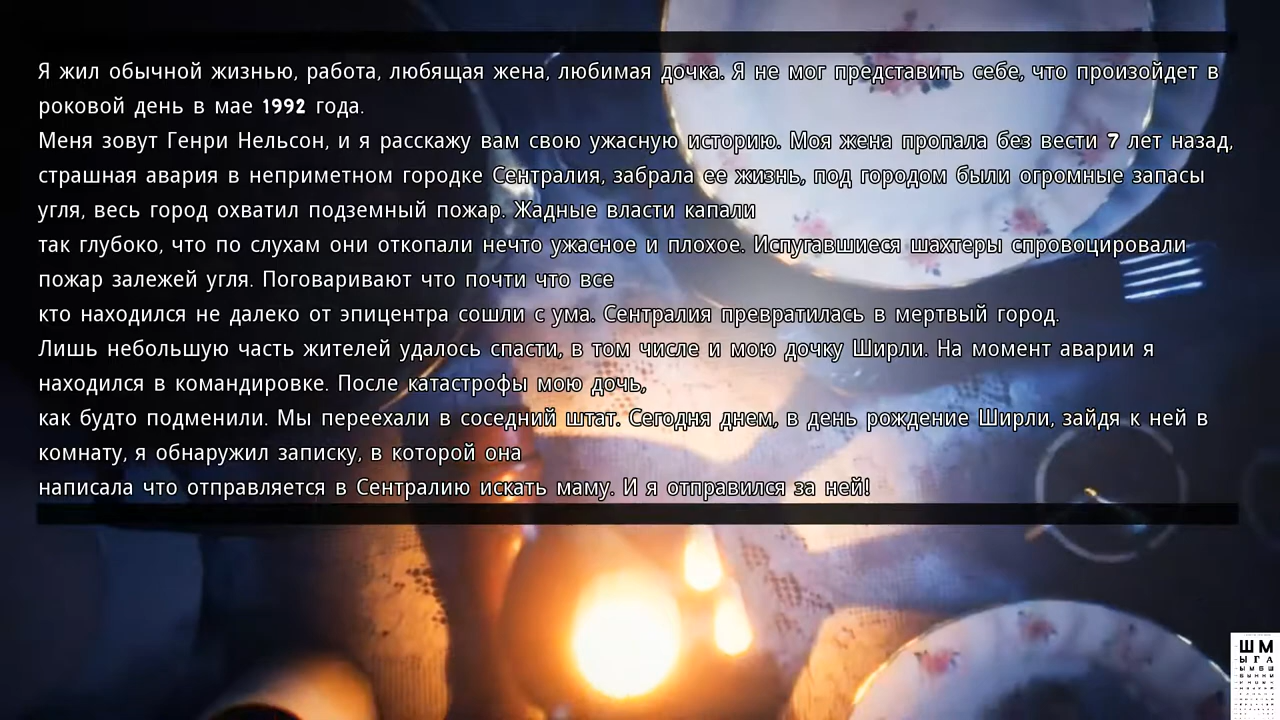 Я жил обычной жизнью, работа, любящая жена, любимая дочка. Я не мог представить себе, что произойдет в
роковой день в мае 1992 года.
Меня зовут Генри Нельсон, и я расскажу вам свою ужасную историю. Моя жена пропала без вести 7 лет назад,
страшная авария в неприметном городке Сентралия, забрала ее жизнь, под городом были огромные запасы
угля, весь город охватил подземный пожар. Жадные власти капали
так глубоко, что по слухам они откопали нечто ужасное и плохое. Испугавшиеся шахтеры спровоцировали
пожар залежей угля. Поговаривают что почти что все
кто находился не далеко от эпицентра сошли с ума. Сентралия превратилась в мертвый город.
Лишь небольшую часть жителей удалось спасти, в том числе и мою дочку Ширли. На момент аварии я
находился в командировке. После катастрофы мою дочь,
как будто подменили. Мы переехали в соседний штат. Сегодня днем, в день рождение Ширли, зайдя к ней в
комнату, я обнаружил записку, в которой она
написала что отправляется в Сентралию искать маму. И я отправился за ней!
Ш М
Ы Г А